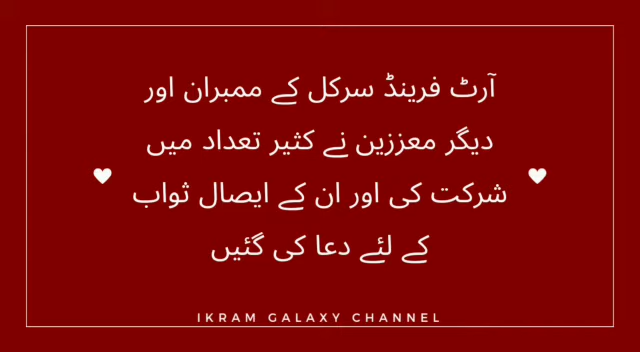 آرٹ فرینڈ سرکل کے ممبران اور
دیگر معززین نے کثیر تعداد میں
شرکت کی اور ان کے ایصال ثواب
کے لئے دعا کی گئیں
IKRAM GALAXY CHANNEL